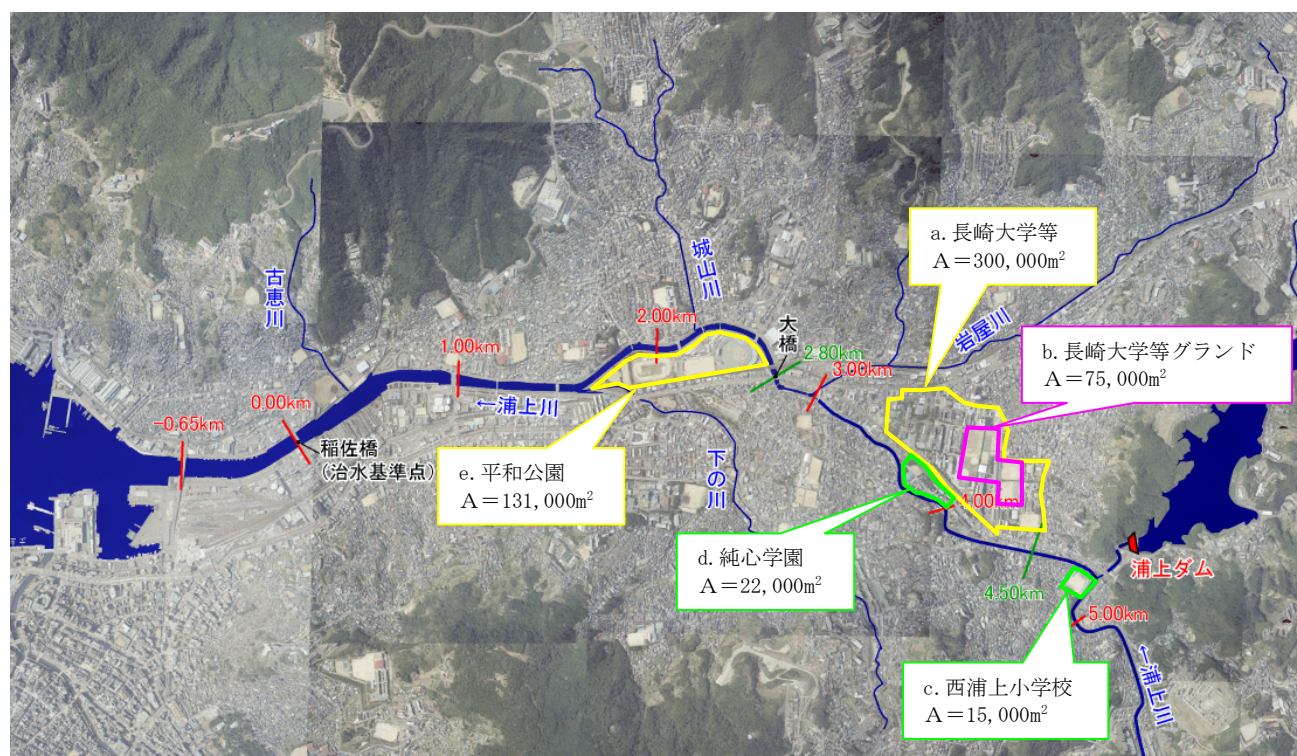 a. 長崎大学等
A=300,000m²
b. 長崎大学等グランド
A=75,000m²
古恵川
城山川
2.00km
大橋
2.80km
岩屋川
1.00km
3.00km
←浦上川
0.00km
-0.65km
稲佐橋
(治水基準点)
e. 平和公園
A=131,000m²
下の川
4.00km
d. 純心学園
A=22,000m²
浦上ダム
4.50km
5.00km
c. 西浦上小学校
A=15,000m²
←浦上川